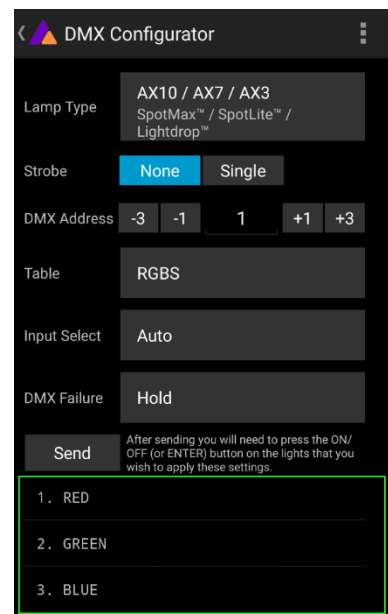 DMX Configurator
Lamp Type
AX10 / AX7 / AX3
SpotMax™ / SpotLite™ /
Lightdrop™
Strobe
None Single
DMX Address -3 -1 1 +1 +3
Table RGBS
Input Select Auto
DMX Failure Hold
Send
After sending you will need to press the ON/
OFF (or ENTER) button on the lights that you
wish to apply these settings.
1. RED
2. GREEN
3. BLUE